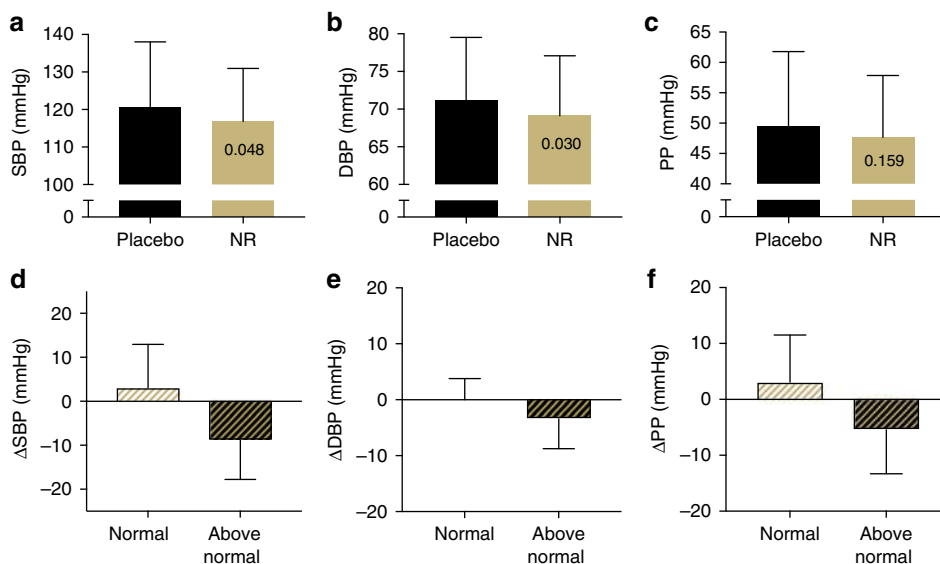 a
SBP (mmHg)
140
130
120
110
100
0
0.048
Placebo
NR
b
DBP (mmHg)
80
75
70
65
60
0
0.030
Placebo
NR
c
PP (mmHg)
65
60
55
50
45
40
0
0.159
Placebo
NR
d
ΔSBP (mmHg)
20
10
0
−10
−20
Normal
Above
normal
e
ΔDBP (mmHg)
20
10
0
−10
−20
Normal
Above
normal
f
ΔPP (mmHg)
20
10
0
−10
−20
Normal
Above
normal